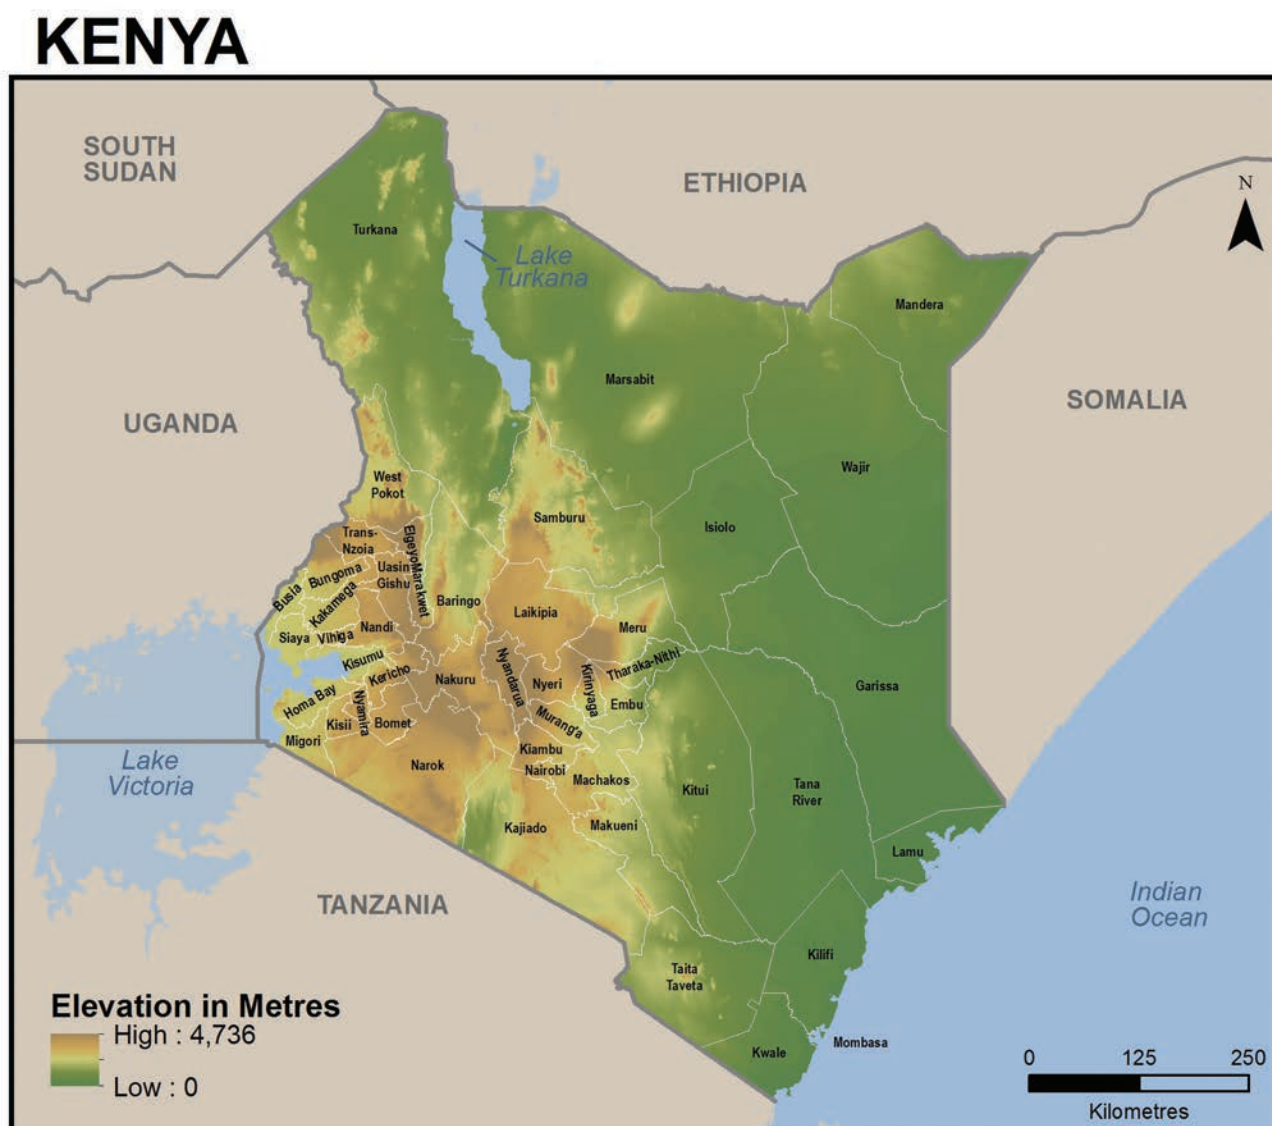 KENYA
SOUTH
SUDAN
ETHIOPIA
N
Turkana
Lake
Turkana
Mandera
Marsabit
SOMALIA
UGANDA
Wajir
West
Pokot
Samburu
Isiolo
Trans-
Nzoia
ElgeyoMarakwet
Uasin
Gishu
Bungoma
Busia
Kakamega
Baringo
Laikipia
Meru
Nandi
Siaya
Vihiga
Kisumu
Tharaka-Nithi
Kericho
Nakuru
Nyandarua
Nyeri
Kirinyaga
Garissa
Homa Bay
Embu
Nyamira
Kisii
Bomet
Murang'a
Migori
Kiambu
Lake
Victoria
Narok
Nairobi
Machakos
Kitui
Tana
River
Kajiado
Makueni
Lamu
TANZANIA
Indian
Ocean
Kilifi
Taita
Taveta
Elevation in Metres
High : 4,736
Low : 0
Mombasa
Kwale
0 125 250
Kilometres